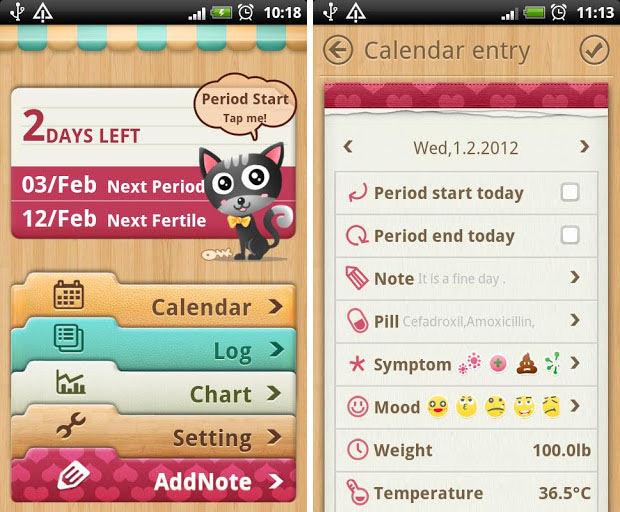 10:18
Period Start
Tap me!
2 DAYS LEFT
03/Feb Next Period
12/Feb Next Fertile
Calendar
Log
Chart
Setting
AddNote
11:13
Calendar entry
Wed,1.2.2012
Period start today
Period end today
Note It is a fine day .
Pill Cefadroxil,Amoxicillin,
Symptom
Mood
Weight 100.0lb
Temperature 36.5°C